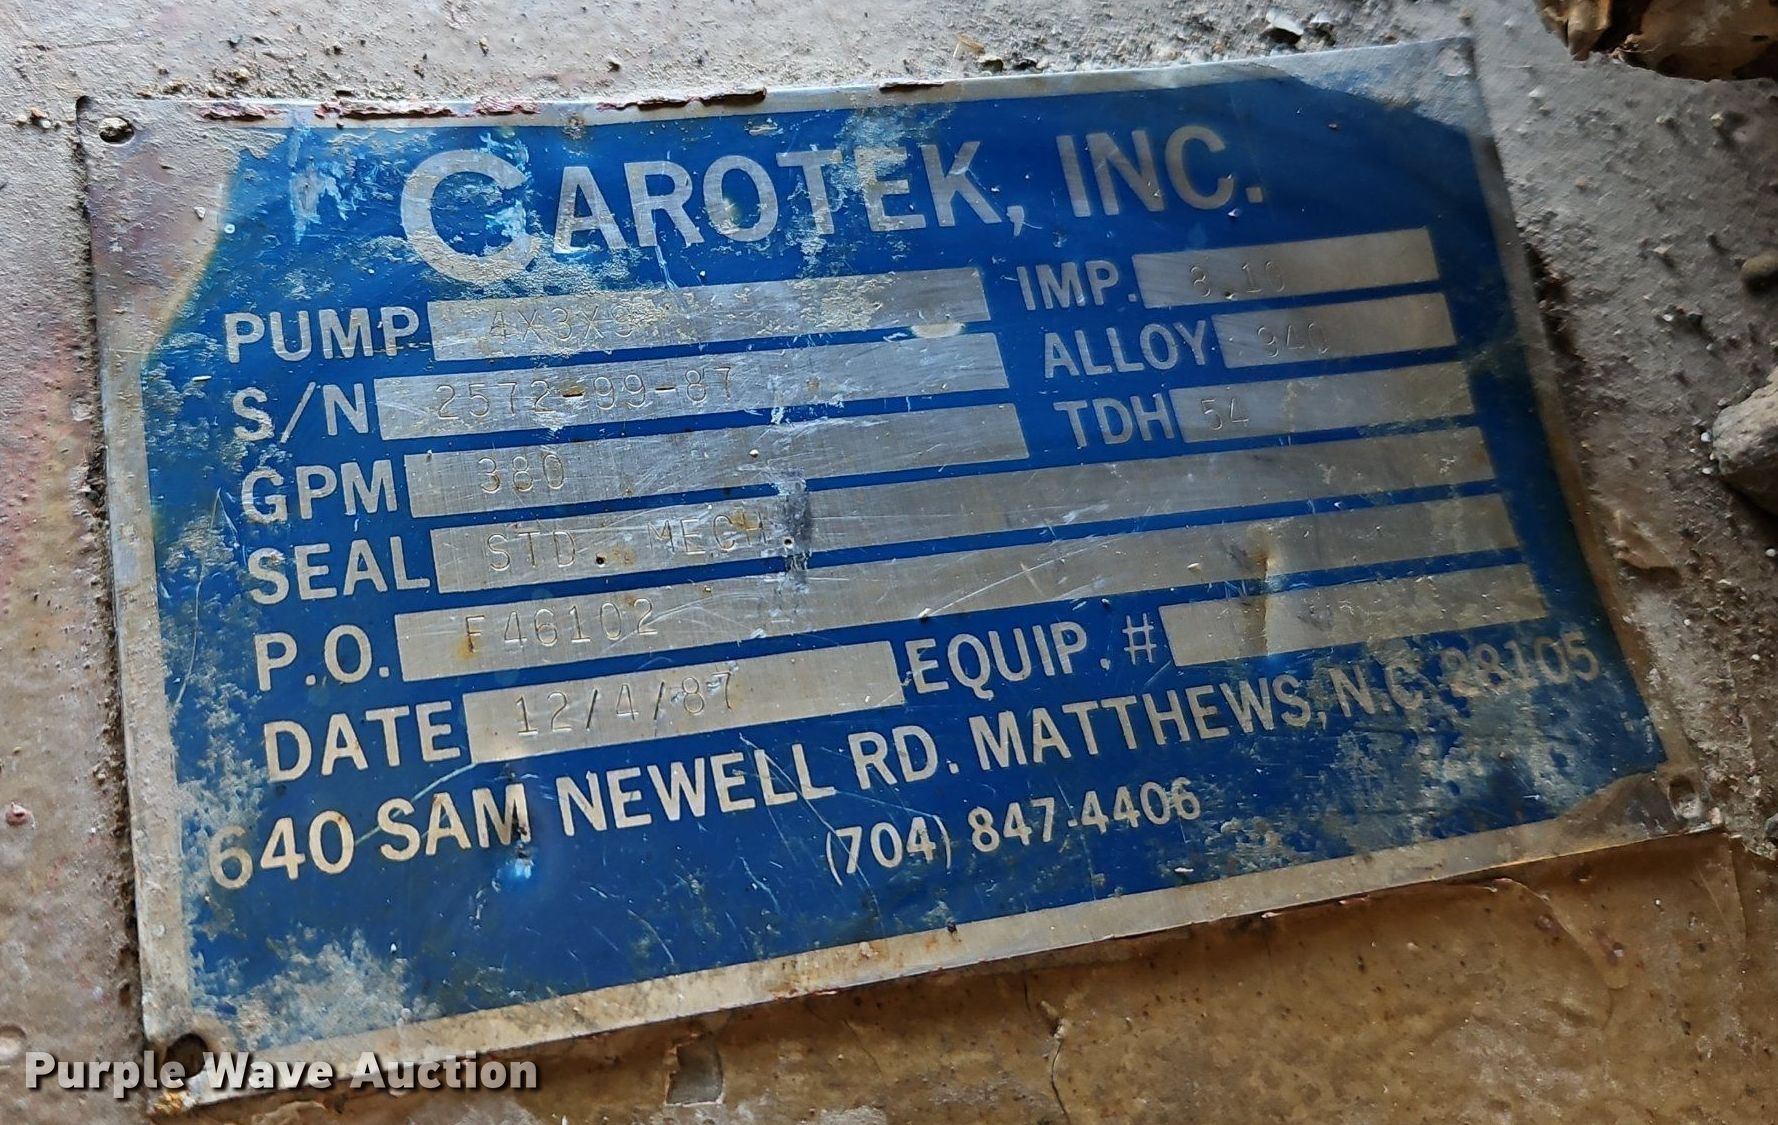 CAROTEK, INC.
PUMP 4X3X9 IMP. 8.10
S/N 2572-99-87 ALLOY 940
GPM 380 TDH 54
SEAL STD. MECH.
P.O. F46102
DATE 12/4/87 EQUIP. #
640 SAM NEWELL RD. MATTHEWS, N.C. 28105
(704) 847-4406
Purple Wave Auction